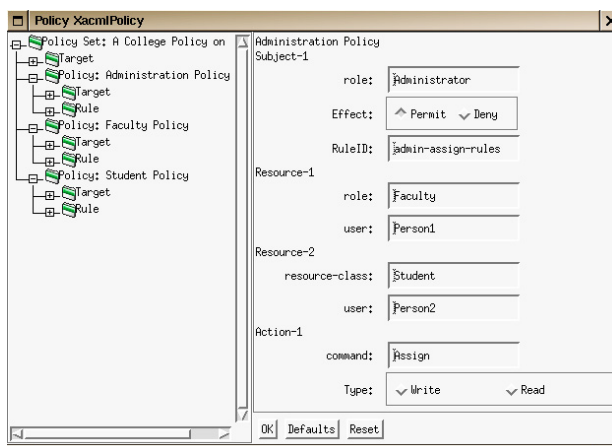 Policy XacmlPolicy
Policy Set: A College Policy on
Target
Policy: Administration Policy
Target
Rule
Policy: Faculty Policy
Target
Rule
Policy: Student Policy
Target
Rule
Administration Policy
Subject-1
role: Administrator
Effect: Permit Deny
RuleID: admin-assign-rules
Resource-1
role: Faculty
user: Person1
Resource-2
resource-class: Student
user: Person2
Action-1
command: Assign
Type: Write Read
OK Defaults Reset